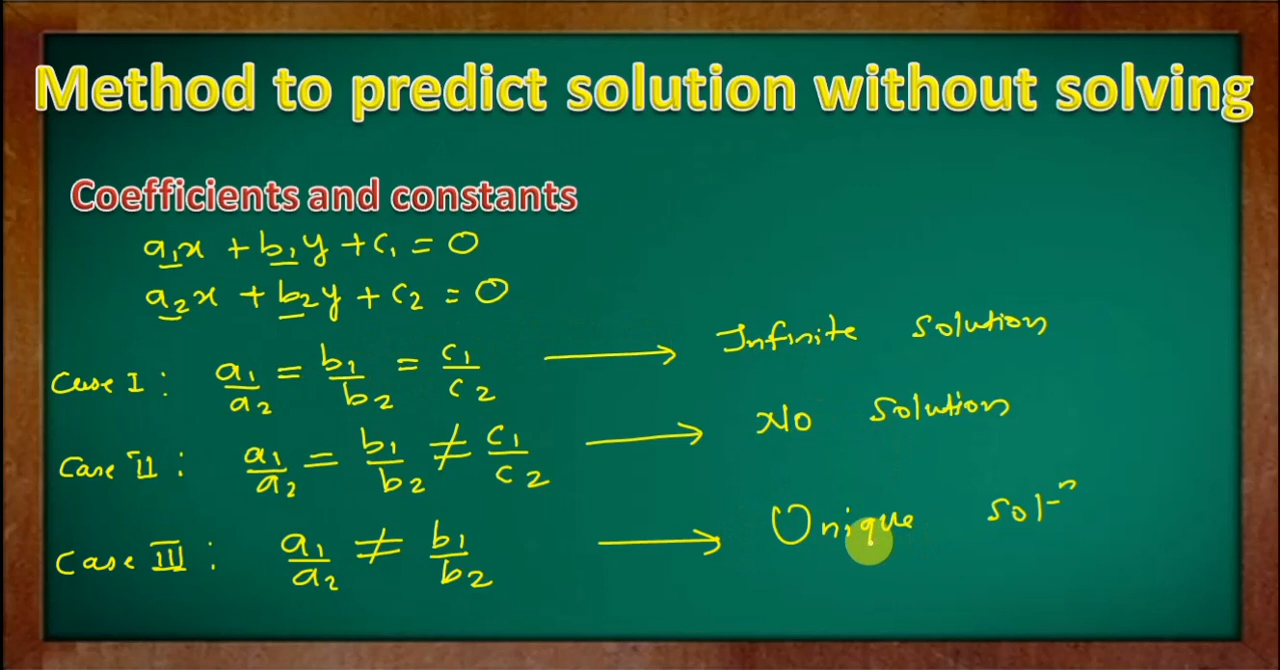 Method to predict solution without solving
Coefficients and constants
a₁x + b₁y + c₁ = 0
a₂x + b₂y + c₂ = 0
Case I : a₁/a₂ = b₁/b₂ = c₁/c₂ ⟶ Infinite solution
Case II : a₁/a₂ = b₁/b₂ ≠ c₁/c₂ ⟶ No solution
Case III : a₁/a₂ ≠ b₁/b₂ ⟶ Unique solⁿ